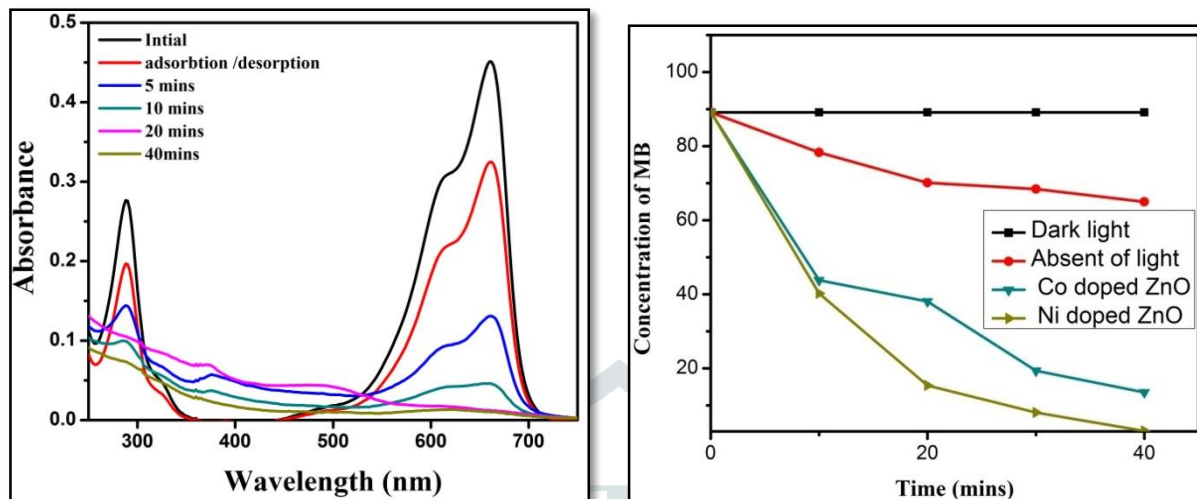 0.5
0.4
0.3
0.2
0.1
0.0
Absorbance
Intial
adsorbtion /desorption
5 mins
10 mins
20 mins
40mins
300 400 500 600 700
Wavelength (nm)
100
80
60
40
20
Concentration of MB
Dark light
Absent of light
Co doped ZnO
Ni doped ZnO
0 20 40
Time (mins)